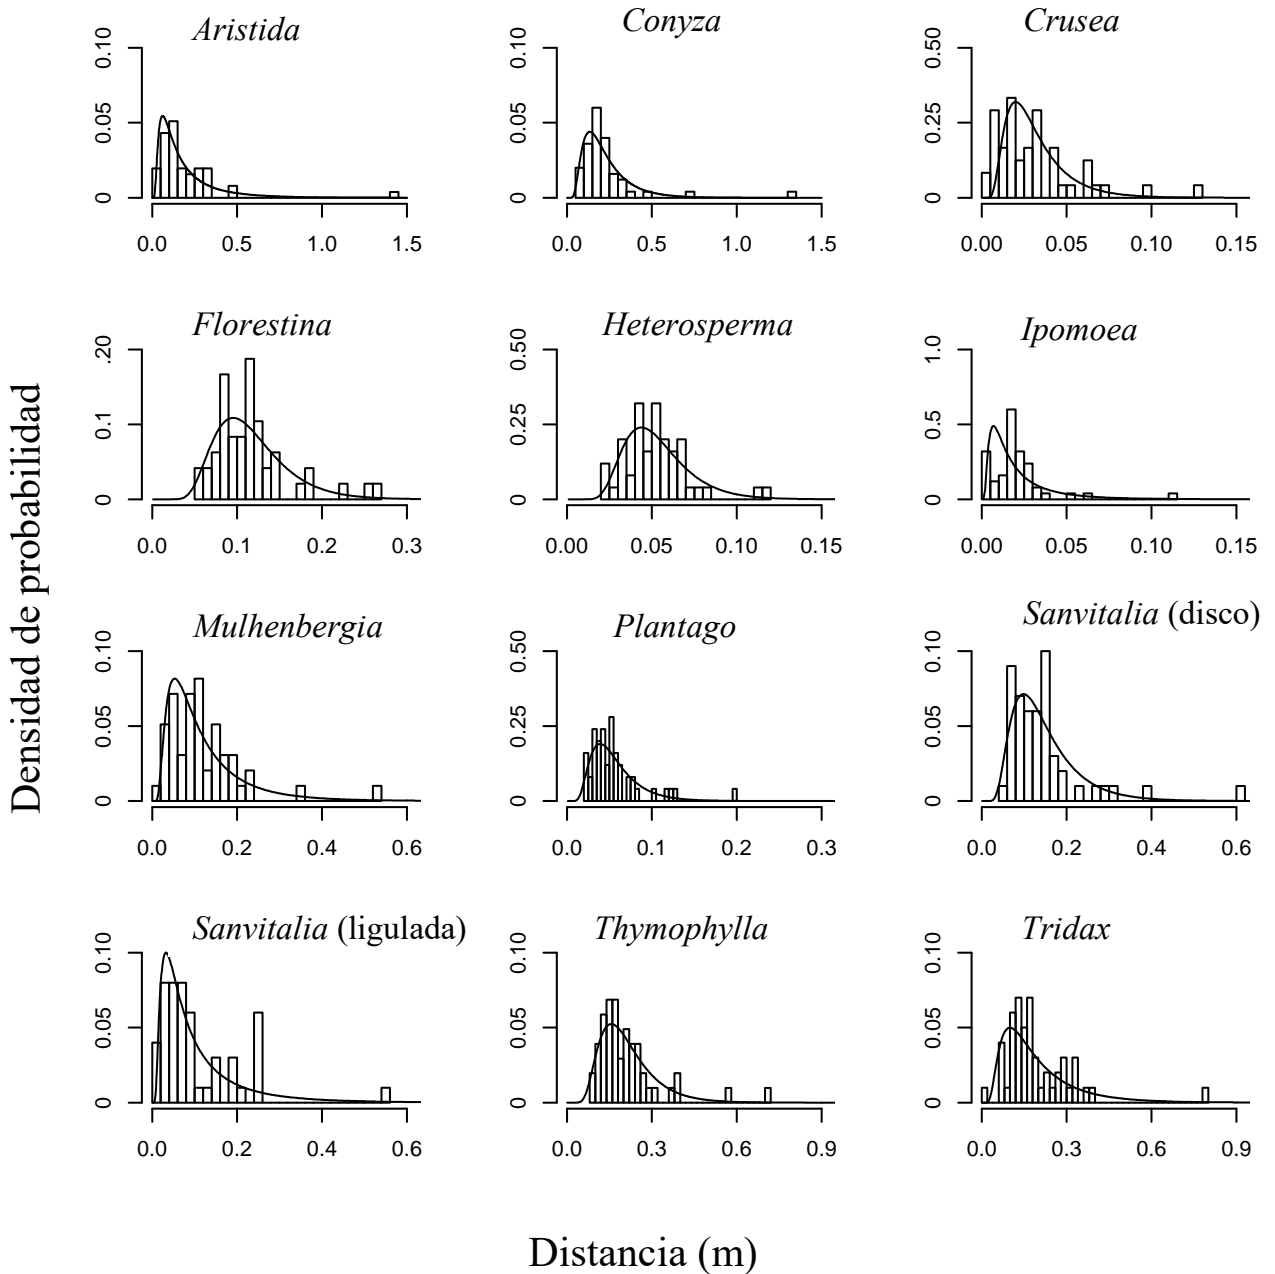 Aristida
0.10
0.05
0
0.0 0.5 1.0 1.5
Conyza
0.10
0.05
0
0.0 0.5 1.0 1.5
Crusea
0.50
0.25
0
0.00 0.05 0.10 0.15
Florestina
.20
0.1
0
0.0 0.1 0.2 0.3
Heterosperma
0.50
0.25
0
0.00 0.05 0.10 0.15
Ipomoea
1.0
0.5
0
0.00 0.05 0.10 0.15
Densidad de probabilidad
Mulhenbergia
0.10
0.05
0
0.0 0.2 0.4 0.6
Plantago
0.50
0.25
0
0.0 0.1 0.2 0.3
Sanvitalia (disco)
0.10
0.05
0
0.0 0.2 0.4 0.6
Sanvitalia (ligulada)
0.10
0.05
0
0.0 0.2 0.4 0.6
Thymophylla
0.10
0.05
0
0.0 0.3 0.6 0.9
Tridax
0.10
0.05
0
0.0 0.3 0.6 0.9
Distancia (m)